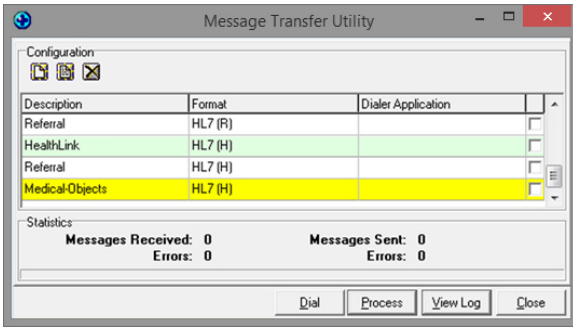 Message Transfer Utility
Configuration
Description Format Dialer Application
Referral HL7 (R)
HealthLink HL7 (H)
Referral HL7 (H)
Medical-Objects HL7 (H)
Statistics
Messages Received: 0 Messages Sent: 0
Errors: 0 Errors: 0
Dial Process View Log Close